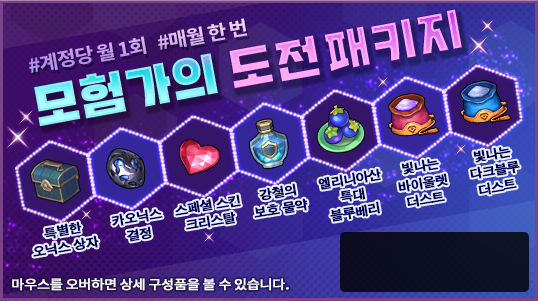 #계정당 월 1회 #매월 한 번
모험가의 도전 패키지
특별한
오닉스 상자
카오닉스
결정
스페셜 스킨
크리스탈
강철의
보호 물약
엘리니아산
특대
블루베리
빛나는
바이올렛
더스트
빛나는
다크블루
더스트
마우스를 오버하면 상세 구성품을 볼 수 있습니다.